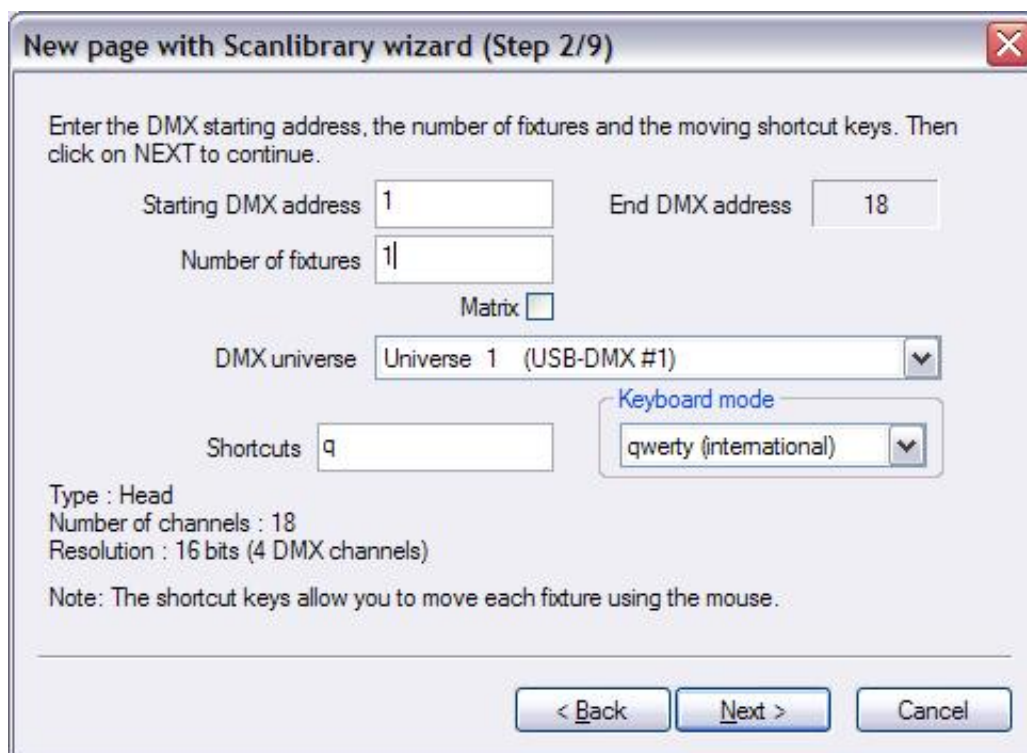 New page with Scanlibrary wizard (Step 2/9)
Enter the DMX starting address, the number of fixtures and the moving shortcut keys. Then
click on NEXT to continue.
Starting DMX address 1 End DMX address 18
Number of fixtures 1
Matrix
DMX universe Universe 1 (USB-DMX #1)
Keyboard mode
Shortcuts q qwerty (international)
Type : Head
Number of channels : 18
Resolution : 16 bits (4 DMX channels)
Note: The shortcut keys allow you to move each fixture using the mouse.
< Back Next > Cancel